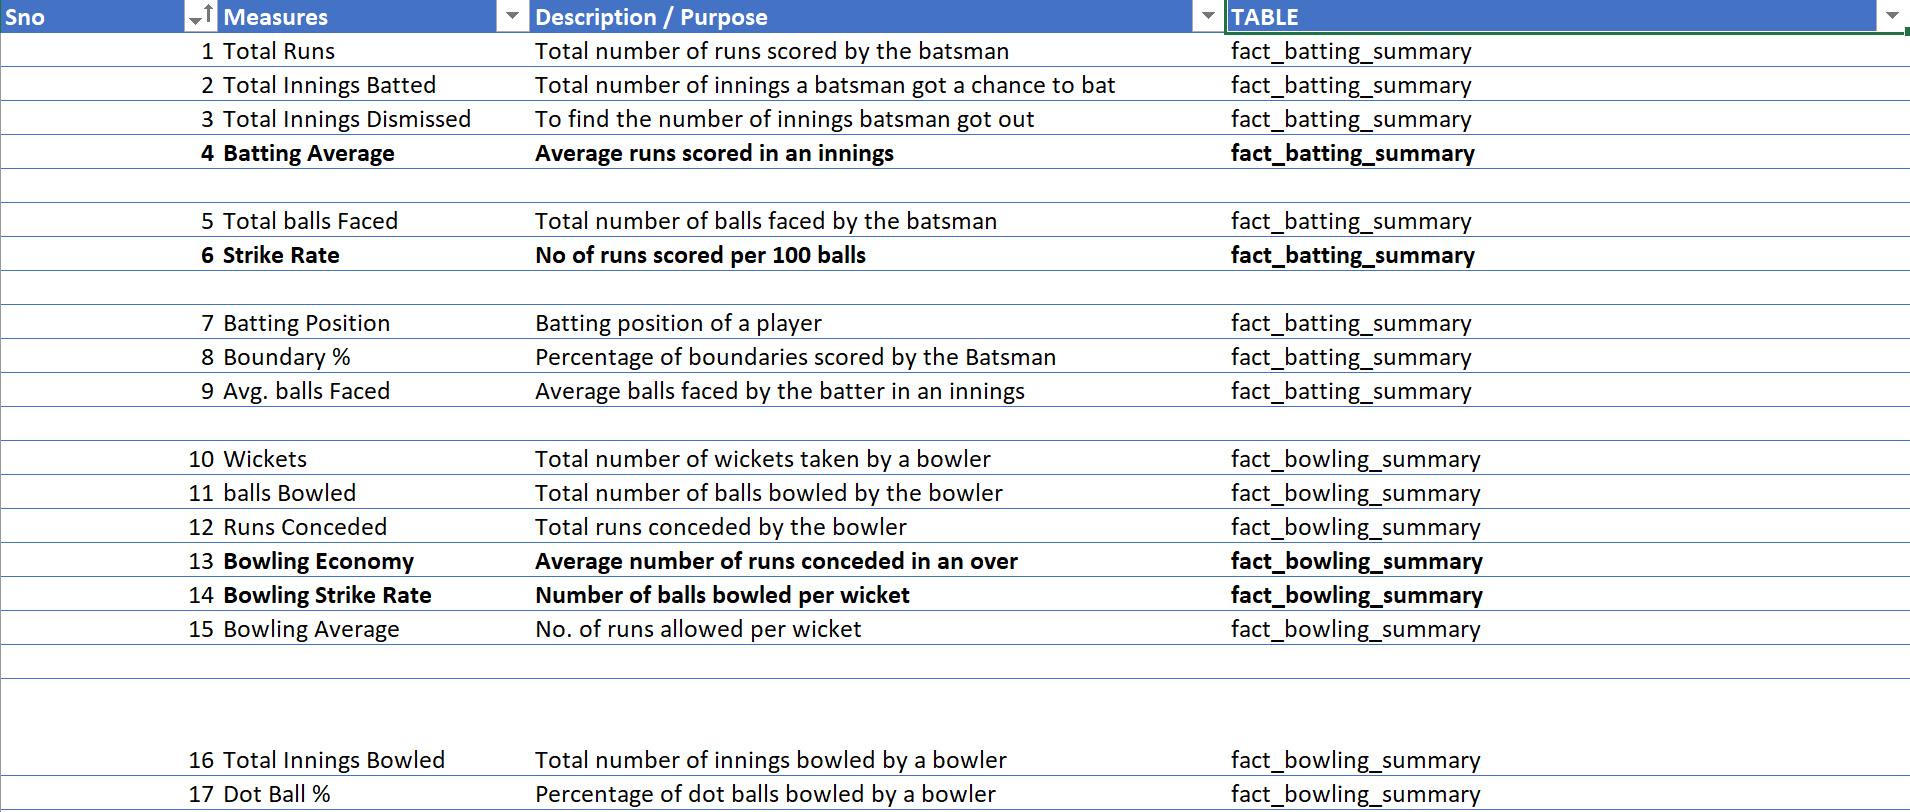 Sno Measures Description / Purpose TABLE
1 Total Runs Total number of runs scored by the batsman fact_batting_summary
2 Total Innings Batted Total number of innings a batsman got a chance to bat fact_batting_summary
3 Total Innings Dismissed To find the number of innings batsman got out fact_batting_summary
4 Batting Average Average runs scored in an innings fact_batting_summary
5 Total balls Faced Total number of balls faced by the batsman fact_batting_summary
6 Strike Rate No of runs scored per 100 balls fact_batting_summary
7 Batting Position Batting position of a player fact_batting_summary
8 Boundary % Percentage of boundaries scored by the Batsman fact_batting_summary
9 Avg. balls Faced Average balls faced by the batter in an innings fact_batting_summary
10 Wickets Total number of wickets taken by a bowler fact_bowling_summary
11 balls Bowled Total number of balls bowled by the bowler fact_bowling_summary
12 Runs Conceded Total runs conceded by the bowler fact_bowling_summary
13 Bowling Economy Average number of runs conceded in an over fact_bowling_summary
14 Bowling Strike Rate Number of balls bowled per wicket fact_bowling_summary
15 Bowling Average No. of runs allowed per wicket fact_bowling_summary
16 Total Innings Bowled Total number of innings bowled by a bowler fact_bowling_summary
17 Dot Ball % Percentage of dot balls bowled by a bowler fact_bowling_summary